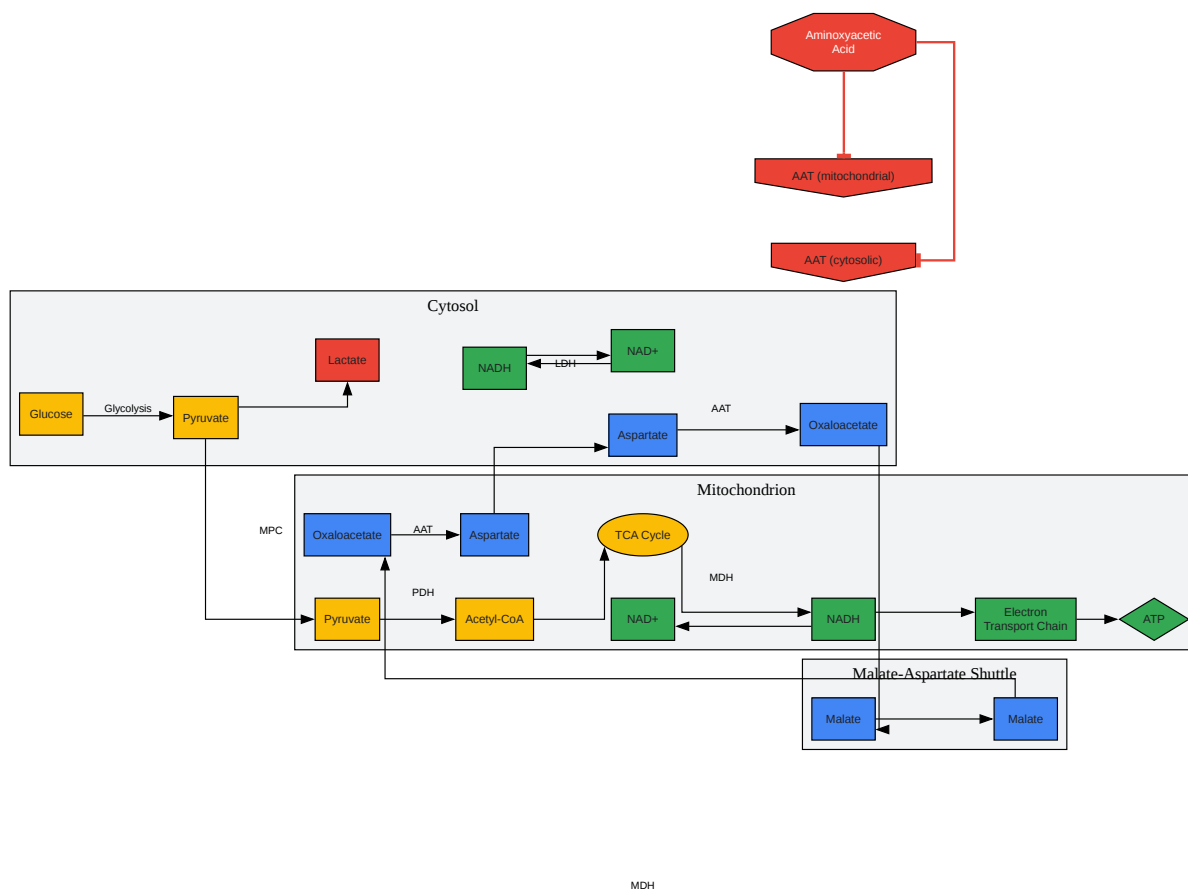 Aminoxyacetic
Acid
AAT (mitochondrial)
AAT (cytosolic)
Cytosol
Lactate
NADH
LDH
NAD+
Glucose
Glycolysis
Pyruvate
Aspartate
AAT
Oxaloacetate
Mitochondrion
MPC
Oxaloacetate
AAT
Aspartate
TCA Cycle
MDH
PDH
Pyruvate
Acetyl-CoA
NAD+
NADH
Electron
Transport Chain
ATP
Malate-Aspartate Shuttle
Malate
Malate
MDH